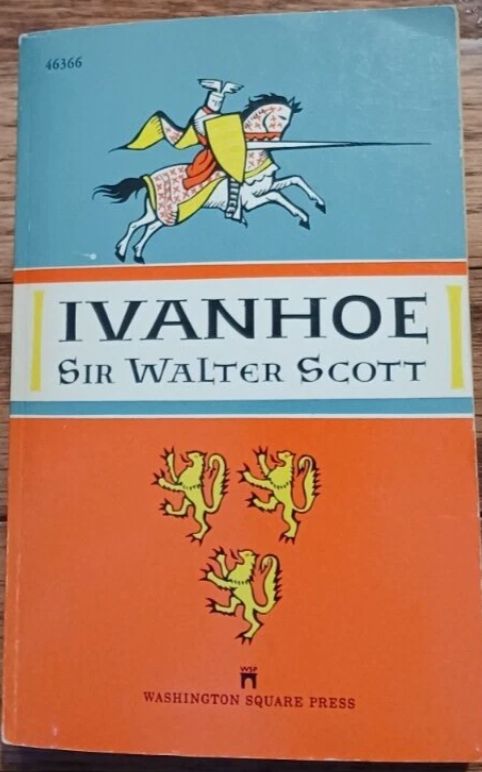 46366
IVANHOE
SIR WALTER SCOTT
WSP
WASHINGTON SQUARE PRESS